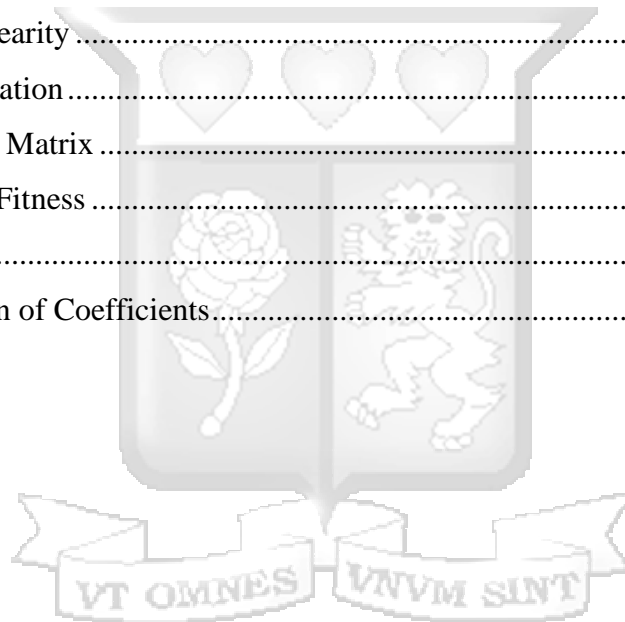 earity ..........................................................................
ation ...........................................................................
Matrix ......................................................................
Fitness .......................................................................
....................................................................................
n of Coefficients .......................................................
VT OMNES VNVM SINT